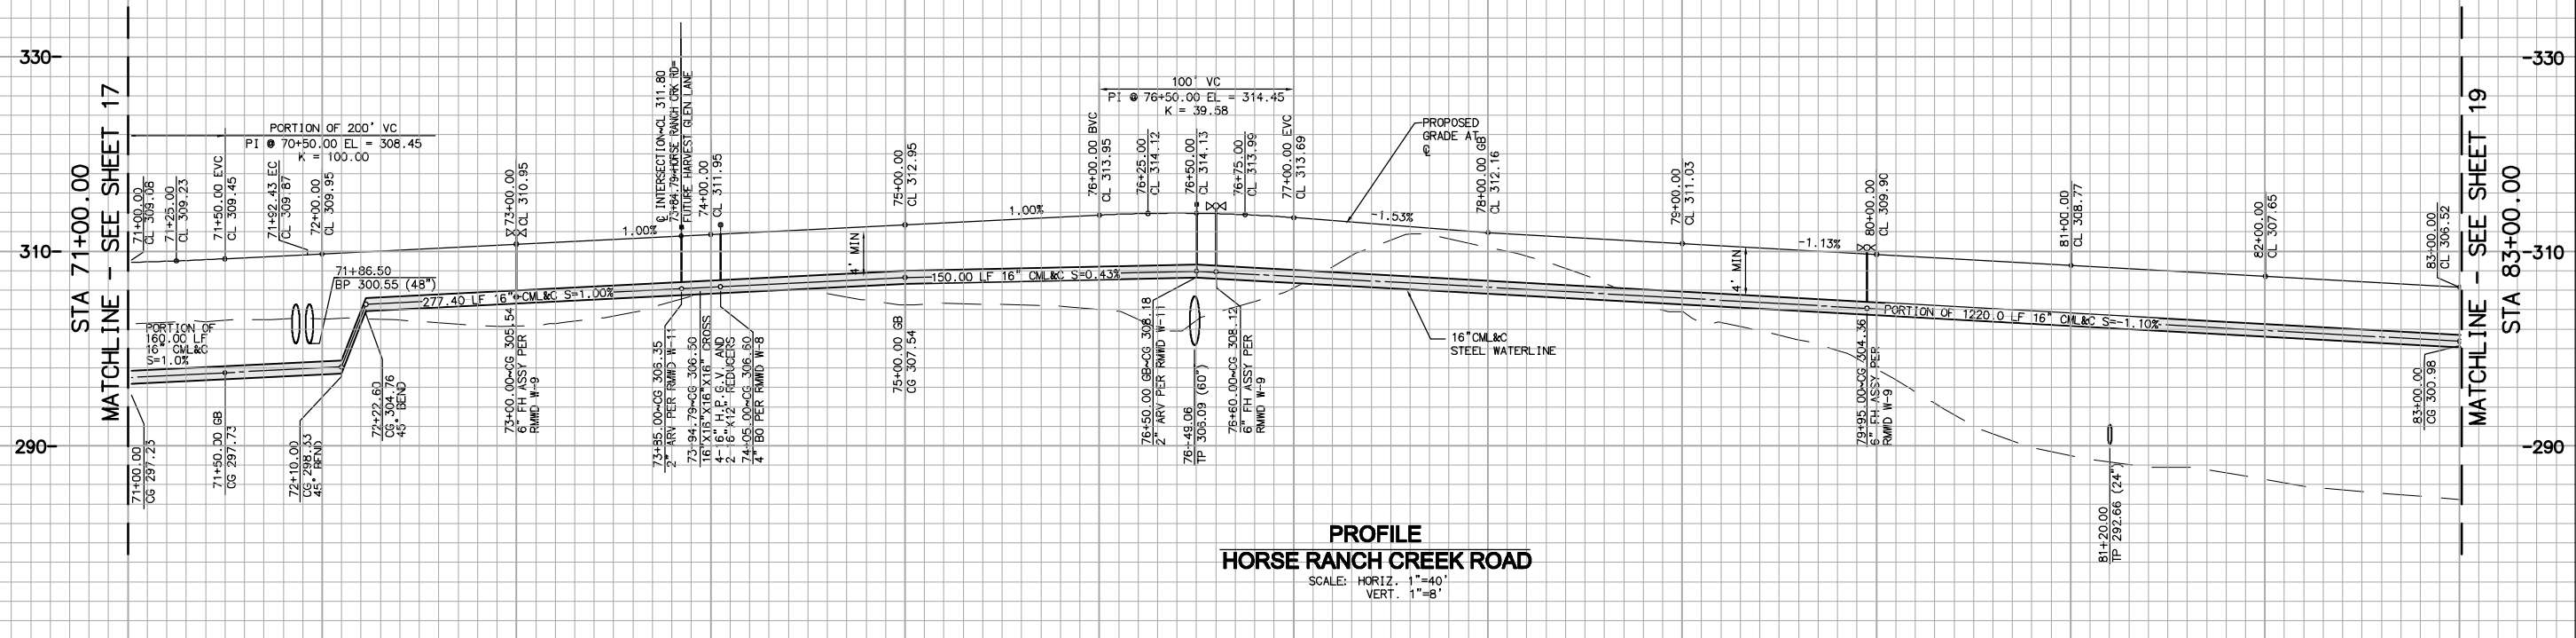 330
310
290
STA 71+00.00
MATCHLINE - SEE SHEET 17
71+00.00
CL 309.08
71+25.00
CL 309.23
71+50.00 EVC
CL 309.45
PORTION OF 200' VC
PI @ 70+50.00 EL = 308.45
K = 100.00
71+92.43 EC
CL 309.87
72+00.00
CL 309.95
73+00.00
CL 310.95
1.00%
℄ INTERSECTION~CL 311.80
73+84.79~HORSE RANCH CRK RD=
FUTURE HARVEST GLEN LANE
74+00.00
CL 311.95
4' MIN
75+00.00
CL 312.95
1.00%
100' VC
PI @ 76+50.00 EL = 314.45
K = 39.58
76+00.00 BVC
CL 313.95
76+25.00
CL 314.12
76+50.00
CL 314.13
76+75.00
CL 313.99
77+00.00 EVC
CL 313.69
PROPOSED
GRADE AT
℄
-1.53%
78+00.00 GB
CL 312.16
79+00.00
CL 311.03
4' MIN
-1.13%
80+00.00
CL 309.90
81+00.00
CL 308.77
82+00.00
CL 307.65
83+00.00
CL 306.52
71+86.50
BP 300.55 (48")
277.40 LF 16" CML&C S=1.00%
150.00 LF 16" CML&C S=0.43%
PORTION OF 1220.0 LF 16" CML&C S=-1.10%
PORTION OF
160.00 LF
16" CML&C
S=1.0%
71+00.00
CG 297.23
71+50.00 GB
CG 297.73
72+10.00
CG 298.33
45° BEND
72+22.60
CG 304.76
45° BEND
73+00.00~CG 305.54
6" FH ASSY PER
RMWD W-9
73+85.00~CG 306.35
2" ARV PER RMWD W-11
73-94.79~CG 306.50
16"X16"X16" CROSS
4-16" H.P.G.V. AND
2-16"X12" REDUCERS
74-05.00~CG 306.60
4" BO PER RMWD W-8
75+00.00 GB
CG 307.54
76+50.00 GB~CG 308.18
2" ARV PER RMWD W-11
76-49.06
TP 306.09 (60")
76+60.00~CG 308.12
6" FH ASSY PER
RMWD W-9
16"CML&C
STEEL WATERLINE
79+95.00~CG 304.36
6" FH ASSY PER
RMWD W-9
81+20.00
TP 292.66 (24")
83+00.00
CG 300.98
MATCHLINE - SEE SHEET 19
STA 83+00.00
330
310
290
PROFILE
HORSE RANCH CREEK ROAD
SCALE: HORIZ. 1"=40'
VERT. 1"=8'